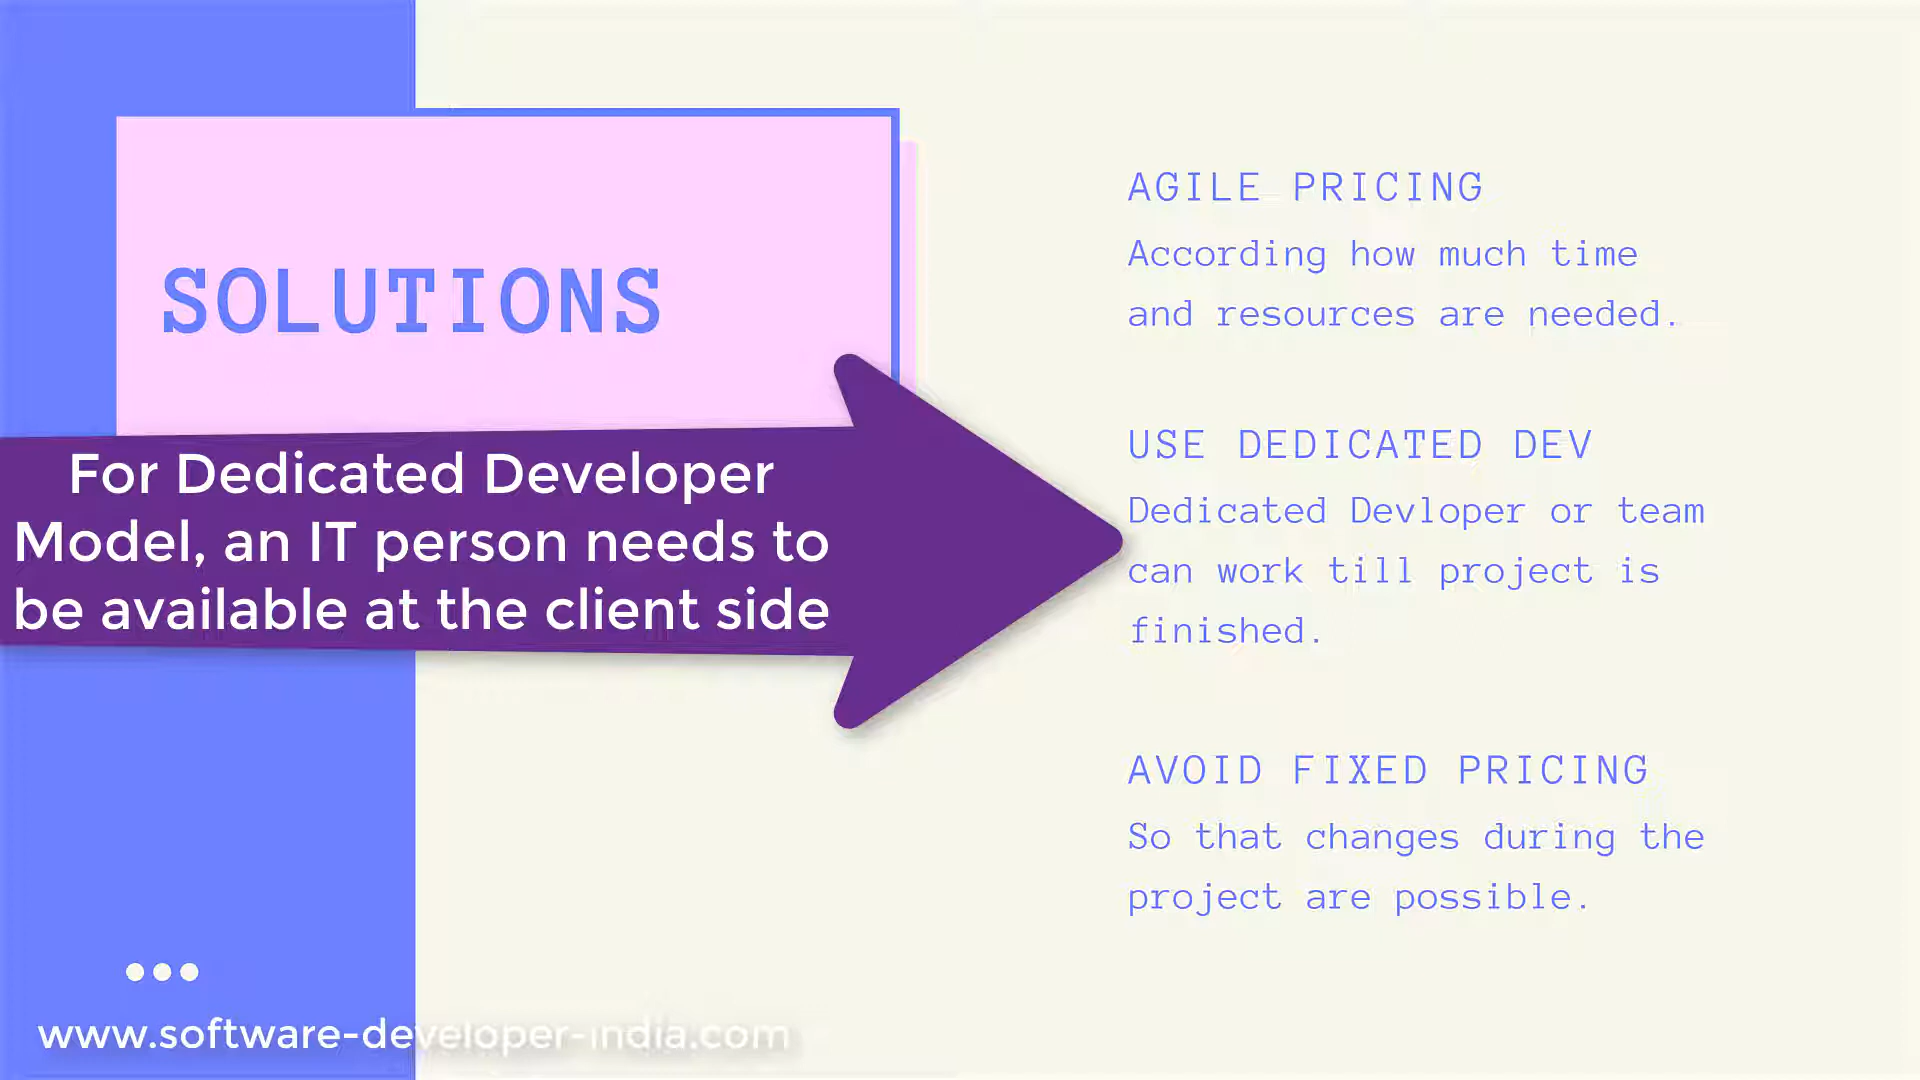 SOLUTIONS
For Dedicated Developer
Model, an IT person needs to
be available at the client side
AGILE PRICING
According how much time
and resources are needed.
USE DEDICATED DEV
Dedicated Devloper or team
can work till project is
finished.
AVOID FIXED PRICING
So that changes during the
project are possible.
www.software-developer-india.com